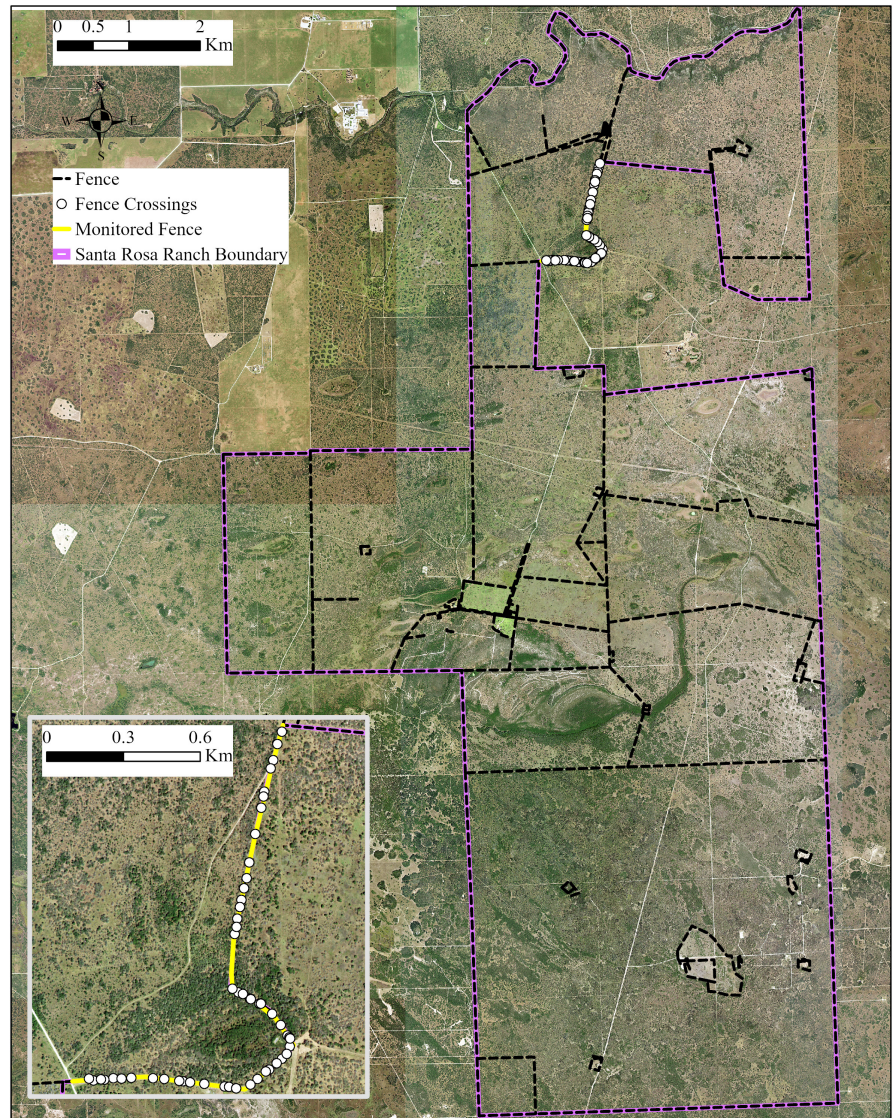 0 0.5 1 2
Km
N
W E
S
Fence
Fence Crossings
Monitored Fence
Santa Rosa Ranch Boundary
0 0.3 0.6
Km